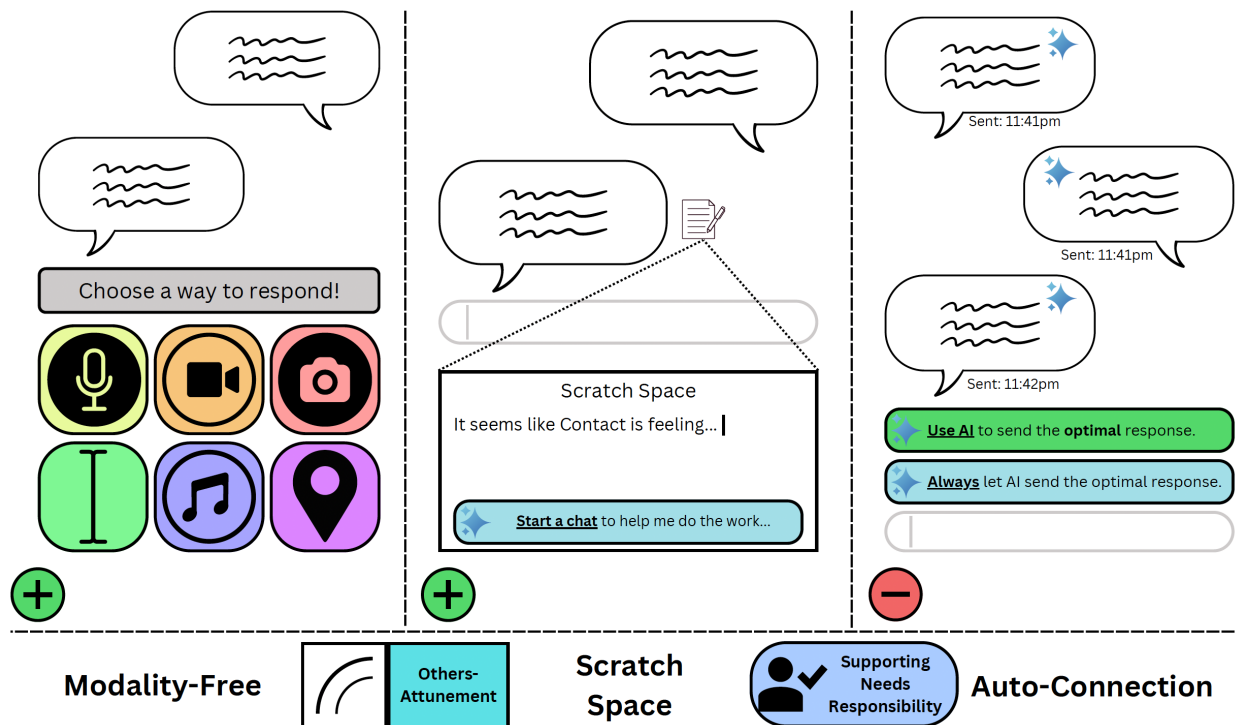 Choose a way to respond!
Scratch Space
It seems like Contact is feeling...
Start a chat to help me do the work...
Sent: 11:41pm
Sent: 11:41pm
Sent: 11:42pm
Use AI to send the optimal response.
Always let AI send the optimal response.
Modality-Free
Others-
Attunement
Scratch
Space
Supporting
Needs
Responsibility
Auto-Connection